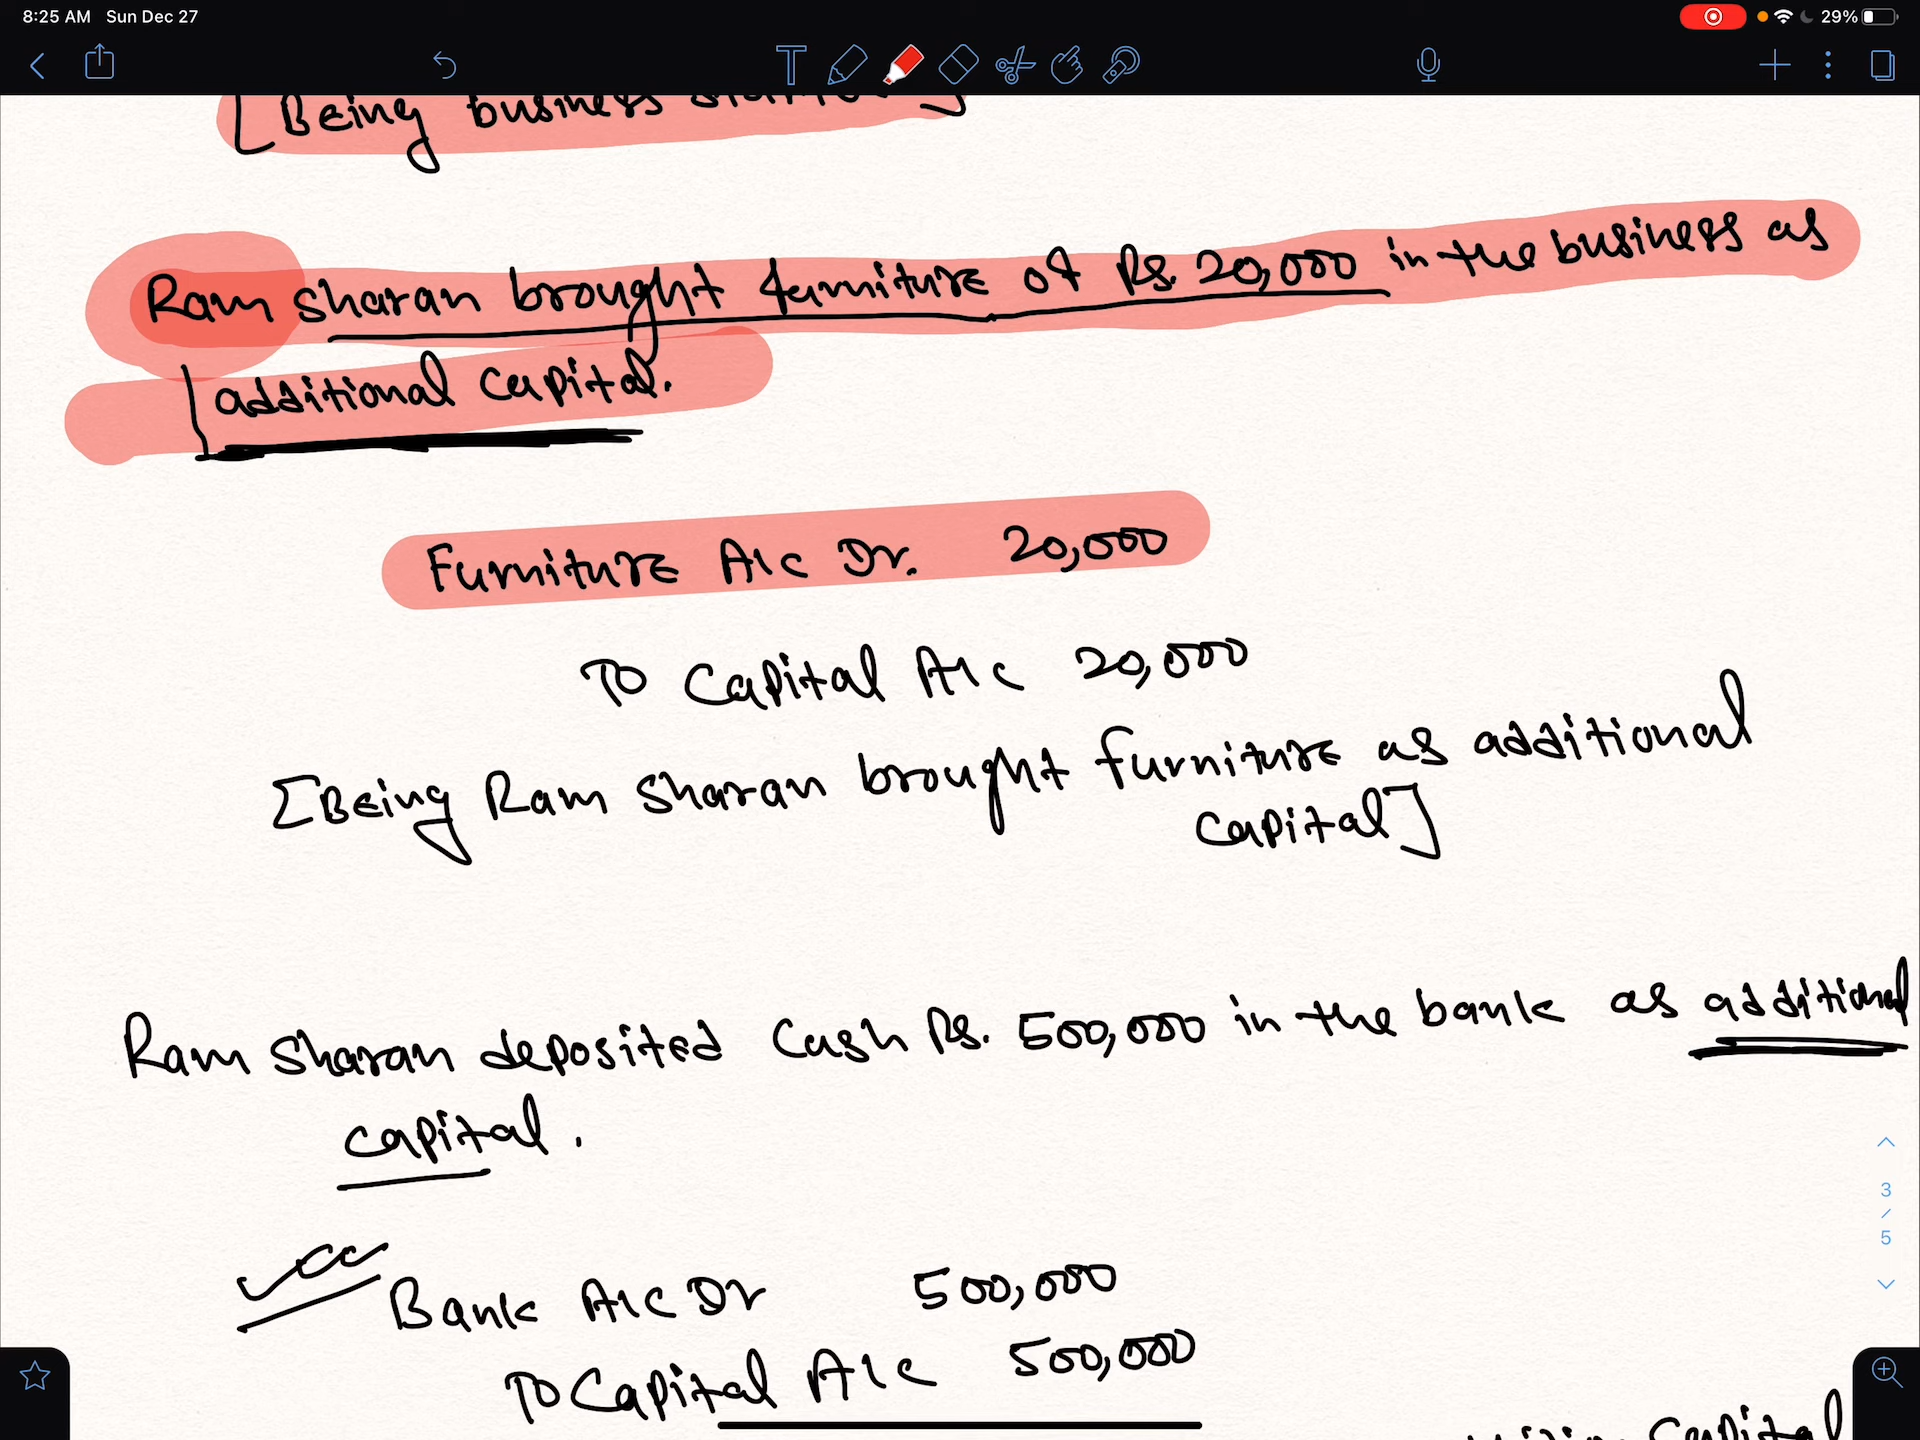 8:25 AM Sun Dec 27
29%
[Being business started]
Ram sharan brought furniture of Rs. 20,000 in the business as
additional capital.
Furniture A/c Dr. 20,000
To Capital A/c 20,000
[Being Ram sharan brought furniture as additional
capital]
Ram sharan deposited cash Rs. 500,000 in the bank as additional
capital.
3
/
5
Bank A/c Dr 500,000
To Capital A/c 500,000
capital